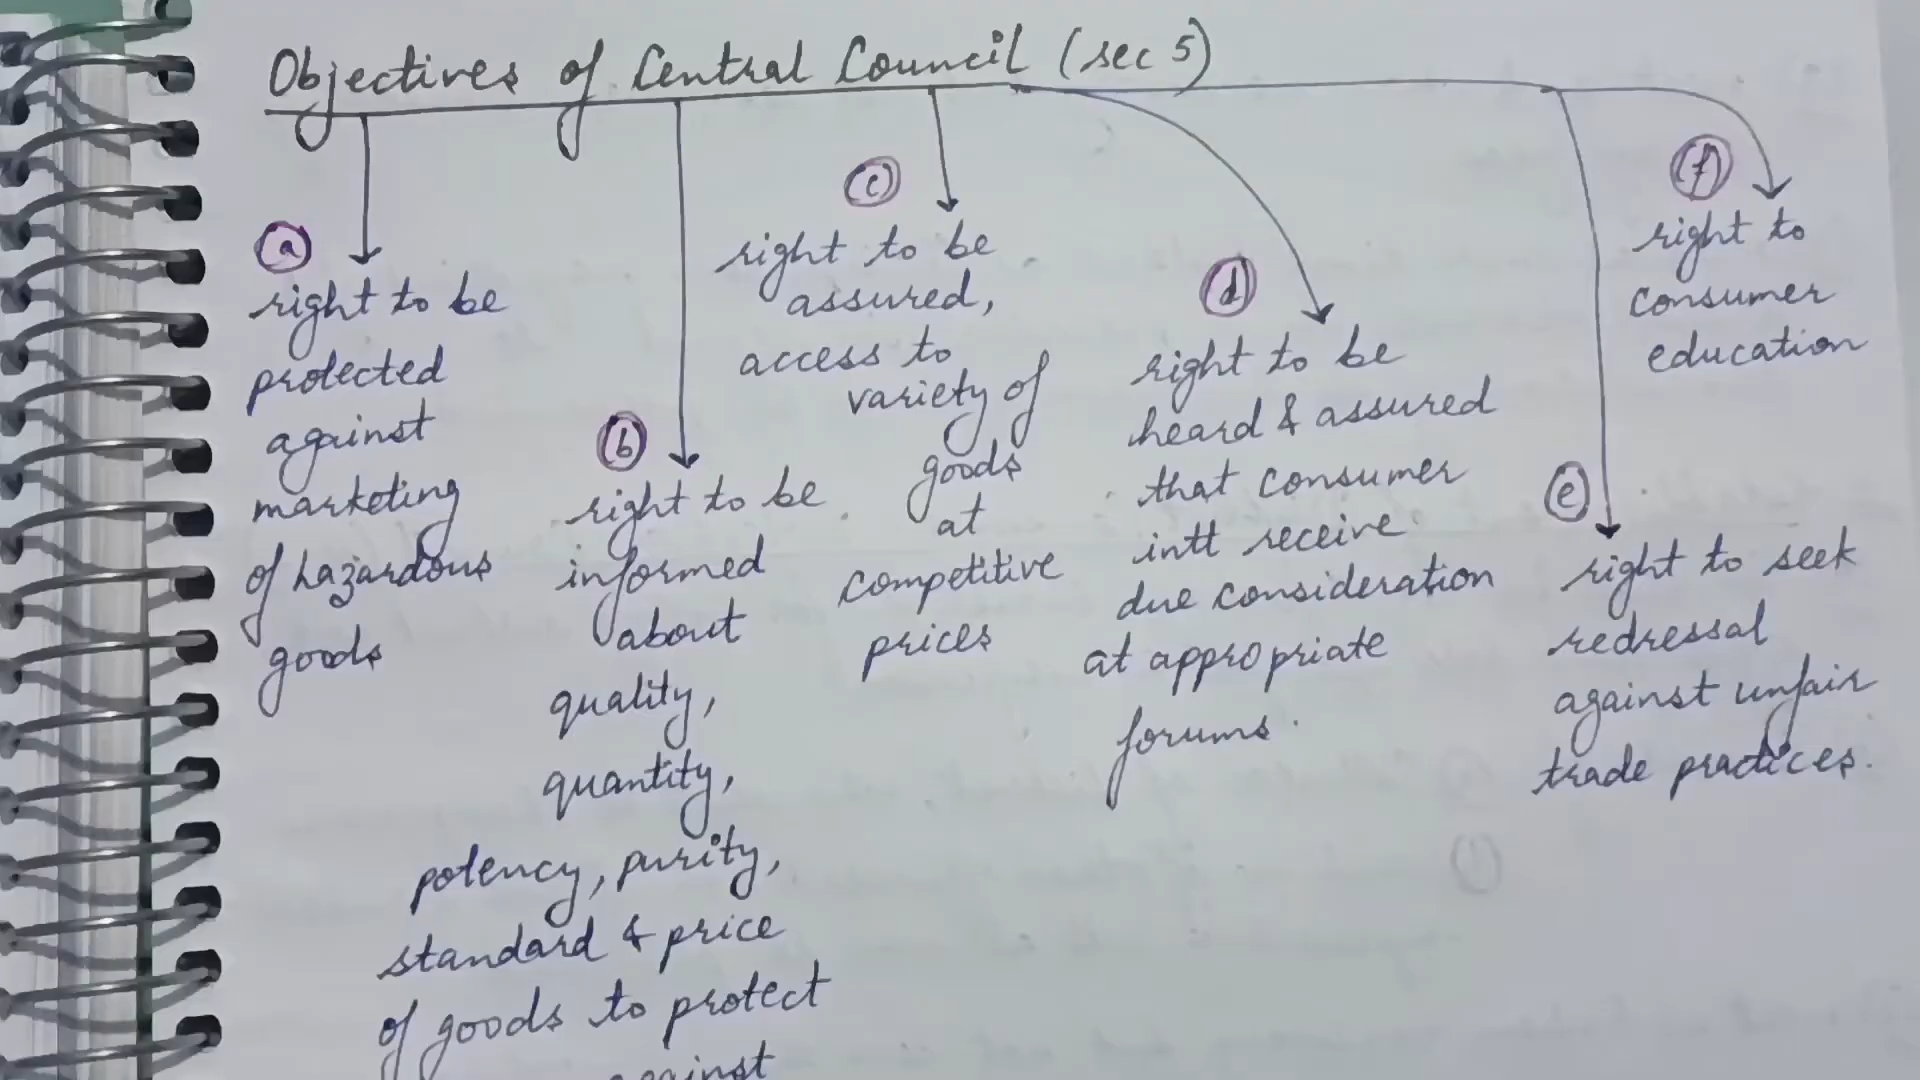 Objectives of Central Council (sec 5)
(a)
right to be
protected
against
marketing
of hazardous
goods
(b)
right to be
informed
about
quality,
quantity,
potency, purity,
standard & price
of goods to protect
against
(c)
right to be
assured,
access to
variety of
goods
at
competitive
prices
(d)
right to be
heard & assured
that consumer
intt receive
due consideration
at appropriate
forums.
(e)
right to seek
redressal
against unfair
trade practices.
(f)
right to
consumer
education